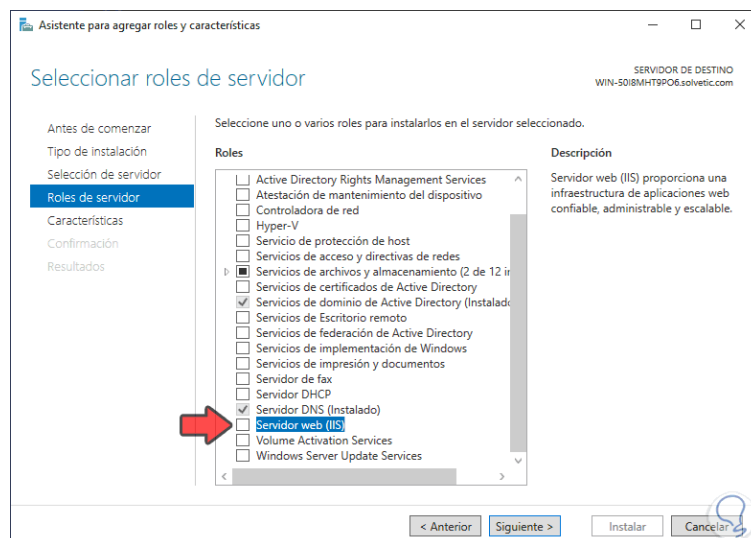 Asistente para agregar roles y características
Seleccionar roles de servidor
SERVIDOR DE DESTINO
WIN-50I8MHT9PO6.solvetic.com
Antes de comenzar
Tipo de instalación
Selección de servidor
Roles de servidor
Características
Confirmación
Resultados
Seleccione uno o varios roles para instalarlos en el servidor seleccionado.
Roles
Active Directory Rights Management Services
Atestación de mantenimiento del dispositivo
Controladora de red
Hyper-V
Servicio de protección de host
Servicios de acceso y directivas de redes
Servicios de archivos y almacenamiento (2 de 12 in
Servicios de certificados de Active Directory
Servicios de dominio de Active Directory (Instalado
Servicios de Escritorio remoto
Servicios de federación de Active Directory
Servicios de implementación de Windows
Servicios de impresión y documentos
Servidor de fax
Servidor DHCP
Servidor DNS (Instalado)
Servidor web (IIS)
Volume Activation Services
Windows Server Update Services
Descripción
Servidor web (IIS) proporciona una
infraestructura de aplicaciones web
confiable, administrable y escalable.
< Anterior
Siguiente >
Instalar
Cancelar